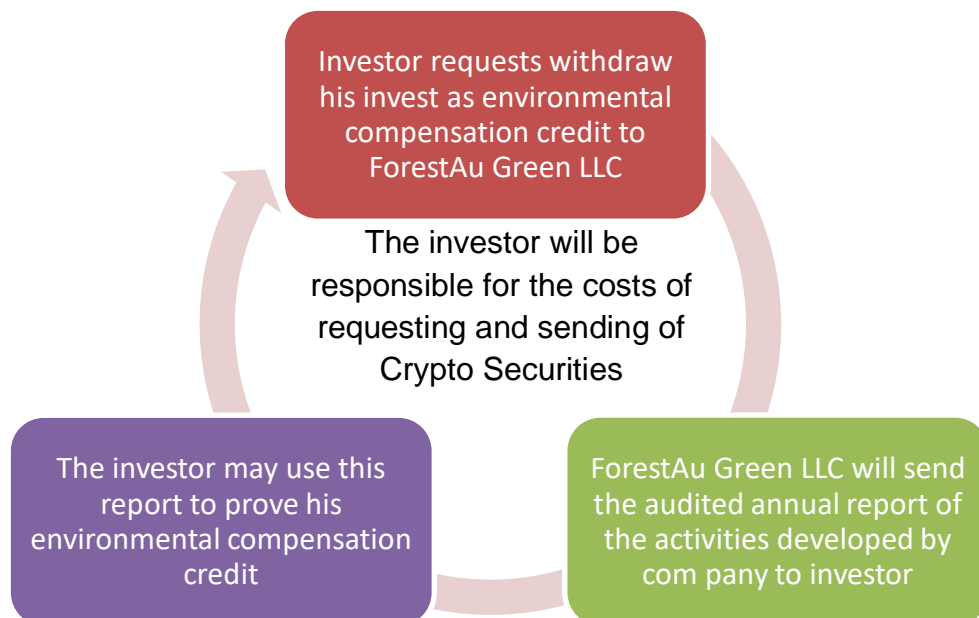 Investor requests withdraw
his invest as environmental
compensation credit to
ForestAu Green LLC
The investor will be
responsible for the costs of
requesting and sending of
Crypto Securities
The investor may use this
report to prove his
environmental compensation
credit
ForestAu Green LLC will send
the audited annual report of
the activities developed by
com pany to investor